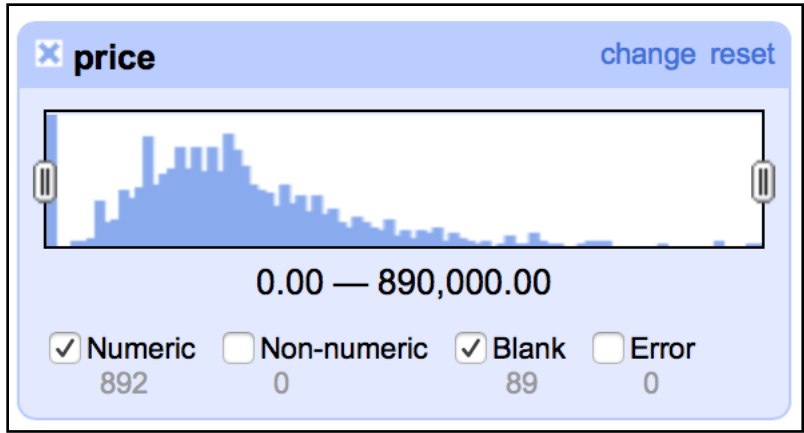 price change reset
0.00 — 890,000.00
Numeric Non-numeric Blank Error
892 0 89 0